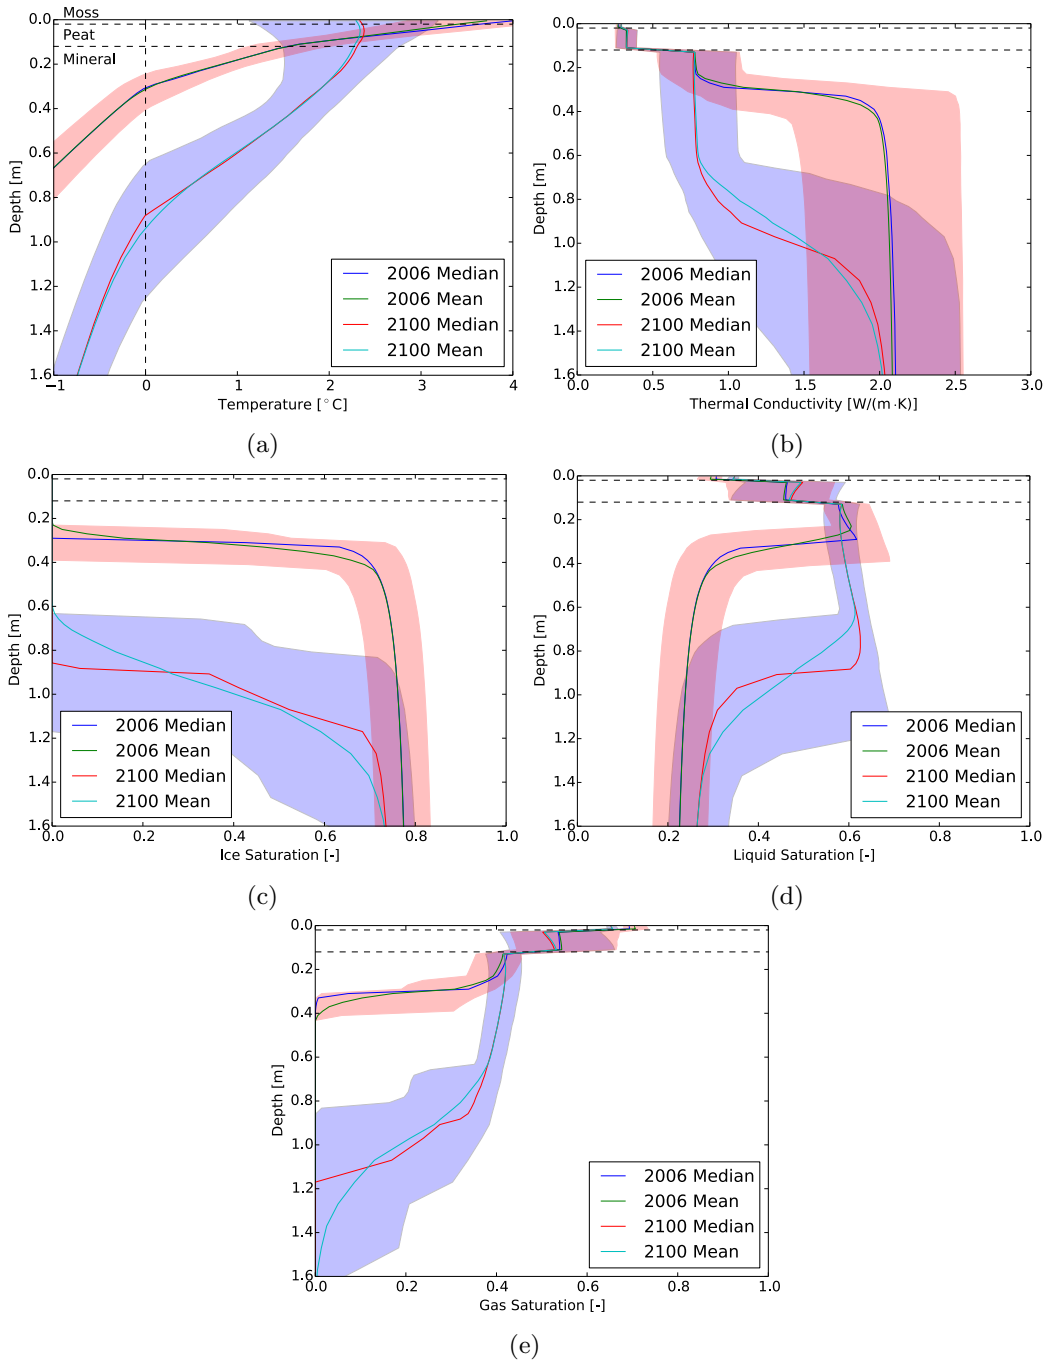 Moss
Peat
Mineral
0.0
0.2
0.4
0.6
0.8
1.0
1.2
1.4
1.6
Depth [m]
2006 Median
2006 Mean
2100 Median
2100 Mean
−1 0 1 2 3 4
Temperature [°C]
(a)
0.0
0.2
0.4
0.6
0.8
1.0
1.2
1.4
1.6
Depth [m]
2006 Median
2006 Mean
2100 Median
2100 Mean
0.0 0.5 1.0 1.5 2.0 2.5 3.0
Thermal Conductivity [W/(m·K)]
(b)
0.0
0.2
0.4
0.6
0.8
1.0
1.2
1.4
1.6
Depth [m]
2006 Median
2006 Mean
2100 Median
2100 Mean
0.0 0.2 0.4 0.6 0.8 1.0
Ice Saturation [-]
(c)
0.0
0.2
0.4
0.6
0.8
1.0
1.2
1.4
1.6
Depth [m]
2006 Median
2006 Mean
2100 Median
2100 Mean
0.0 0.2 0.4 0.6 0.8 1.0
Liquid Saturation [-]
(d)
0.0
0.2
0.4
0.6
0.8
1.0
1.2
1.4
1.6
Depth [m]
2006 Median
2006 Mean
2100 Median
2100 Mean
0.0 0.2 0.4 0.6 0.8 1.0
Gas Saturation [-]
(e)